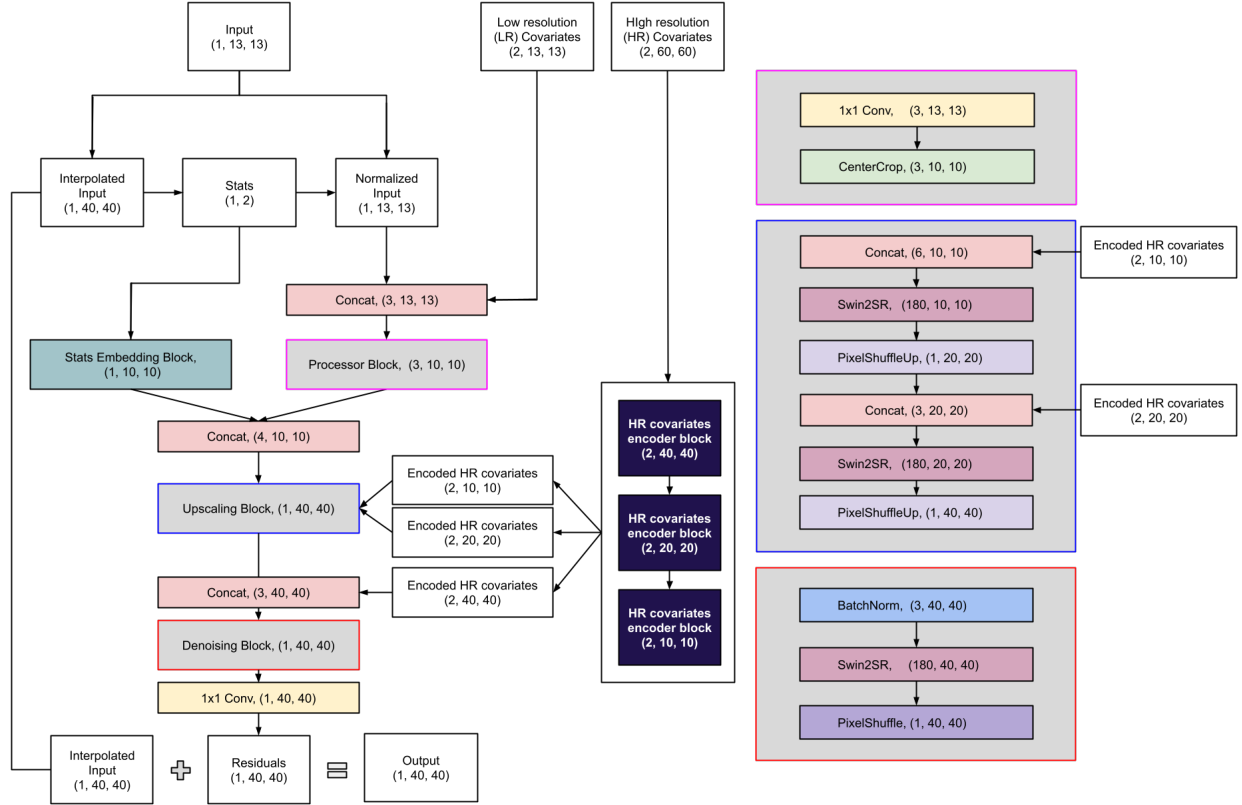 Input
(1, 13, 13)
Low resolution
(LR) Covariates
(2, 13, 13)
HIgh resolution
(HR) Covariates
(2, 60, 60)
Interpolated
Input
(1, 40, 40)
Stats
(1, 2)
Normalized
Input
(1, 13, 13)
Concat, (3, 13, 13)
Stats Embedding Block,
(1, 10, 10)
Processor Block, (3, 10, 10)
Concat, (4, 10, 10)
Upscaling Block, (1, 40, 40)
Encoded HR covariates
(2, 10, 10)
Encoded HR covariates
(2, 20, 20)
Encoded HR covariates
(2, 40, 40)
HR covariates
encoder block
(2, 40, 40)
HR covariates
encoder block
(2, 20, 20)
HR covariates
encoder block
(2, 10, 10)
Concat, (3, 40, 40)
Denoising Block, (1, 40, 40)
1x1 Conv, (1, 40, 40)
Interpolated
Input
(1, 40, 40)
Residuals
(1, 40, 40)
Output
(1, 40, 40)
1x1 Conv, (3, 13, 13)
CenterCrop, (3, 10, 10)
Concat, (6, 10, 10)
Encoded HR covariates
(2, 10, 10)
Swin2SR, (180, 10, 10)
PixelShuffleUp, (1, 20, 20)
Concat, (3, 20, 20)
Encoded HR covariates
(2, 20, 20)
Swin2SR, (180, 20, 20)
PixelShuffleUp, (1, 40, 40)
BatchNorm, (3, 40, 40)
Swin2SR, (180, 40, 40)
PixelShuffle, (1, 40, 40)